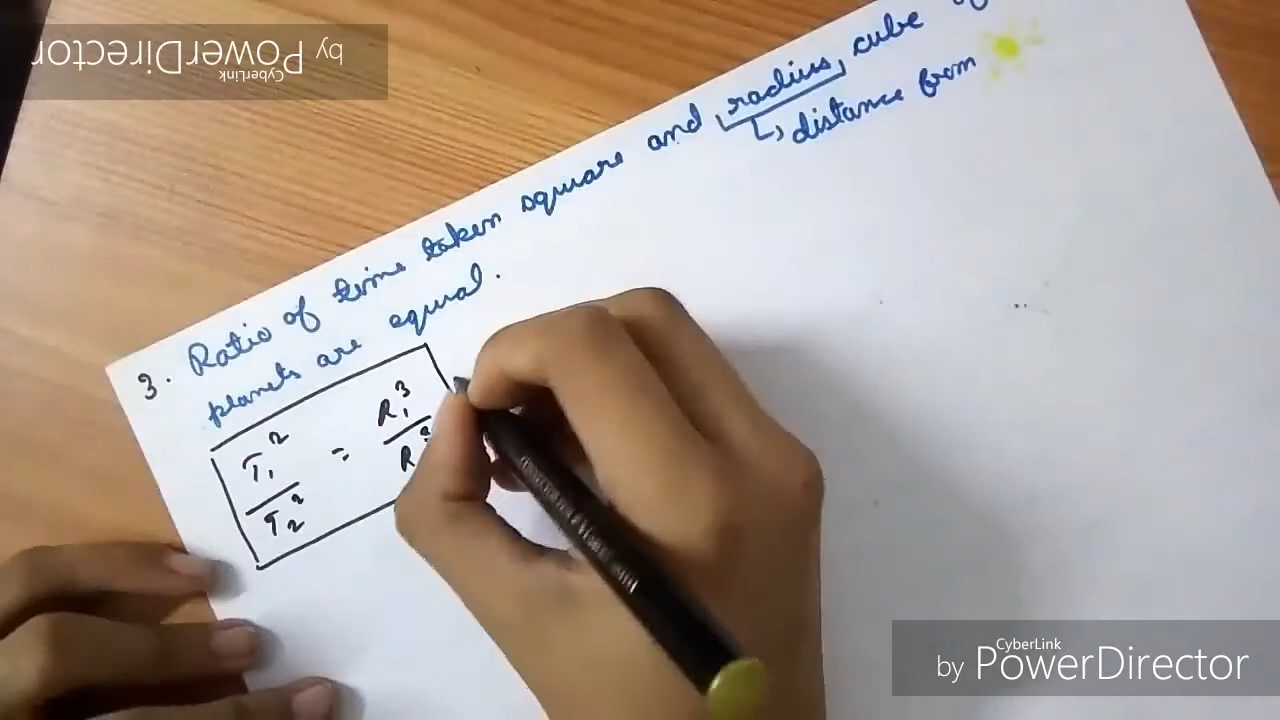 by CyberLink PowerDirector
3. Ratio of time taken square and radius cube of
distance from
planets are equal.
T₁² / T₂² = R₁³ / R
CyberLink
by PowerDirector